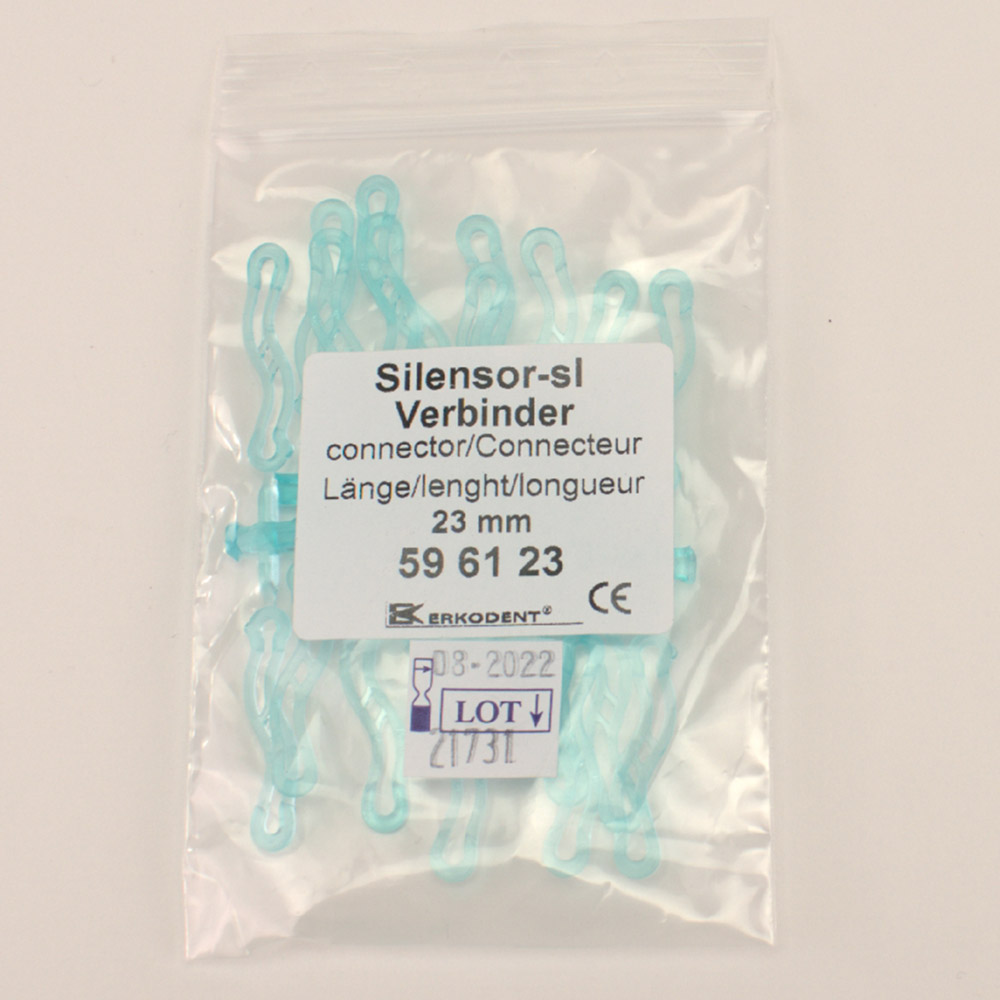 Silensor-sl
Verbinder
connector/Connecteur
Länge/lenght/longueur
23 mm
59 61 23
ERKODENT®
CE
08-2022
LOT
21731